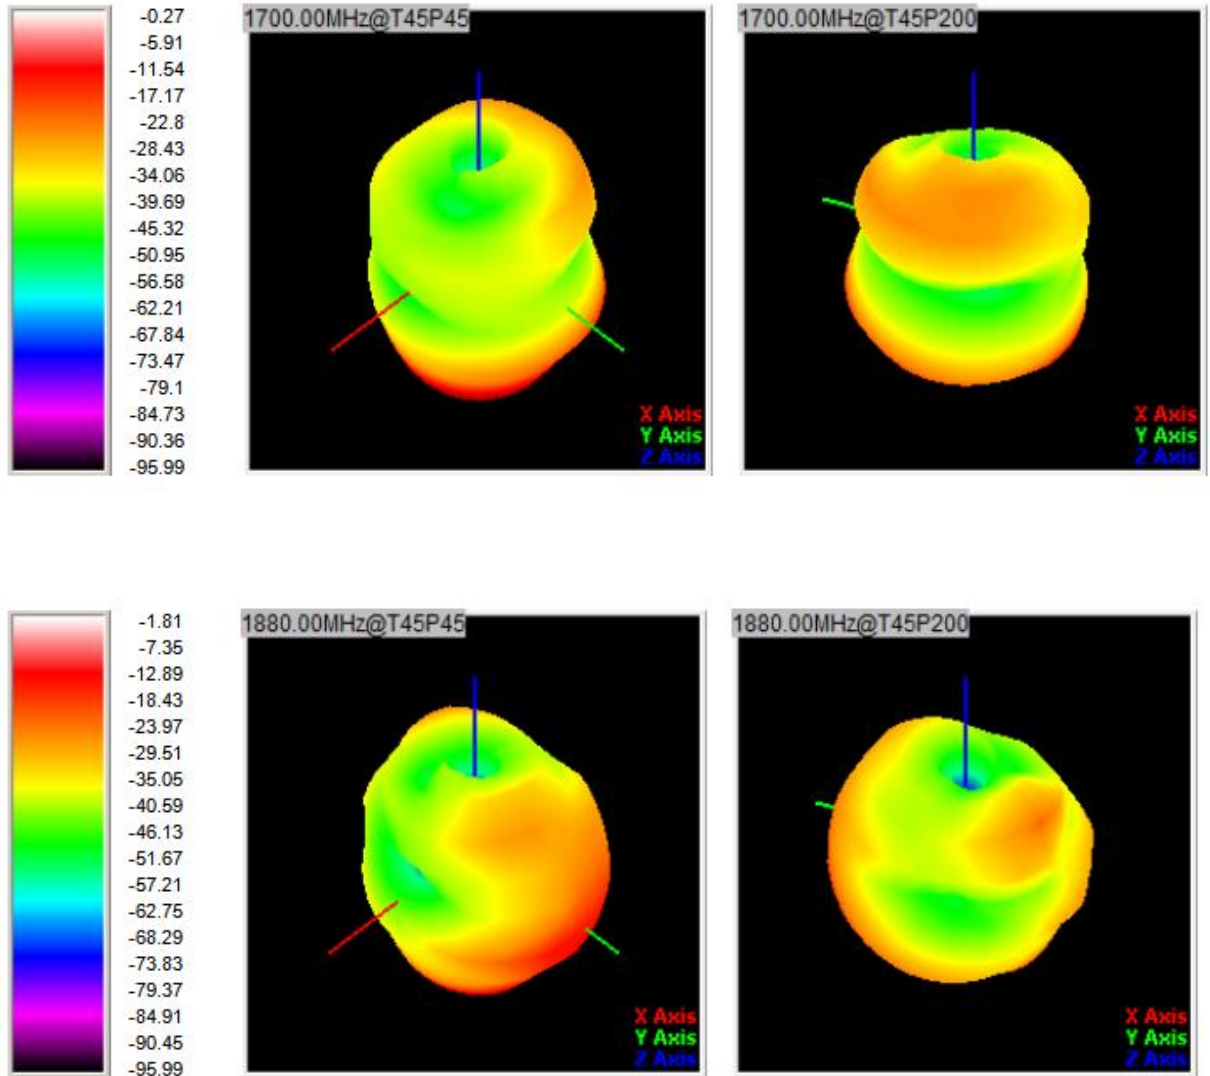 -0.27
-5.91
-11.54
-17.17
-22.8
-28.43
-34.06
-39.69
-45.32
-50.95
-56.58
-62.21
-67.84
-73.47
-79.1
-84.73
-90.36
-95.99
1700.00MHz@T45P45
X Axis
Y Axis
Z Axis
1700.00MHz@T45P200
X Axis
Y Axis
Z Axis
-1.81
-7.35
-12.89
-18.43
-23.97
-29.51
-35.05
-40.59
-46.13
-51.67
-57.21
-62.75
-68.29
-73.83
-79.37
-84.91
-90.45
-95.99
1880.00MHz@T45P45
X Axis
Y Axis
Z Axis
1880.00MHz@T45P200
X Axis
Y Axis
Z Axis